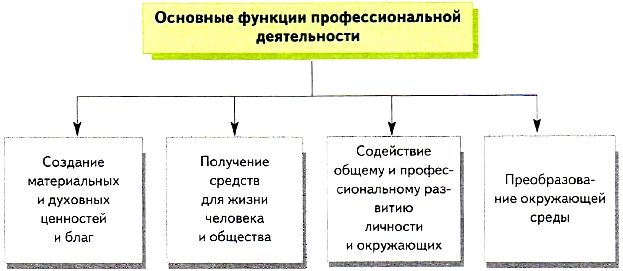 Основные функции профессиональной
деятельности
Создание
материальных
и духовных
ценностей
и благ
Получение
средств
для жизни
человека
и общества
Содействие
общему и профес-
сиональному раз-
витию
личности
и окружающих
Преобразова-
ние окружающей
среды